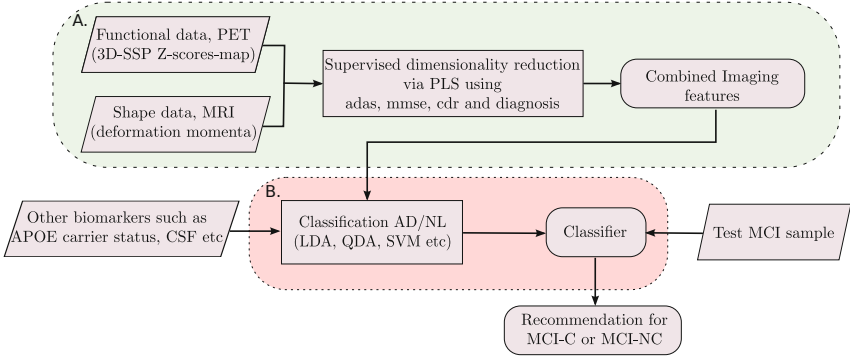 A.
Functional data, PET
(3D-SSP Z-scores-map)
Shape data, MRI
(deformation momenta)
Supervised dimensionality reduction
via PLS using
adas, mmse, cdr and diagnosis
Combined Imaging
features
B.
Other biomarkers such as
APOE carrier status, CSF etc
Classification AD/NL
(LDA, QDA, SVM etc)
Classifier
Test MCI sample
Recommendation for
MCI-C or MCI-NC